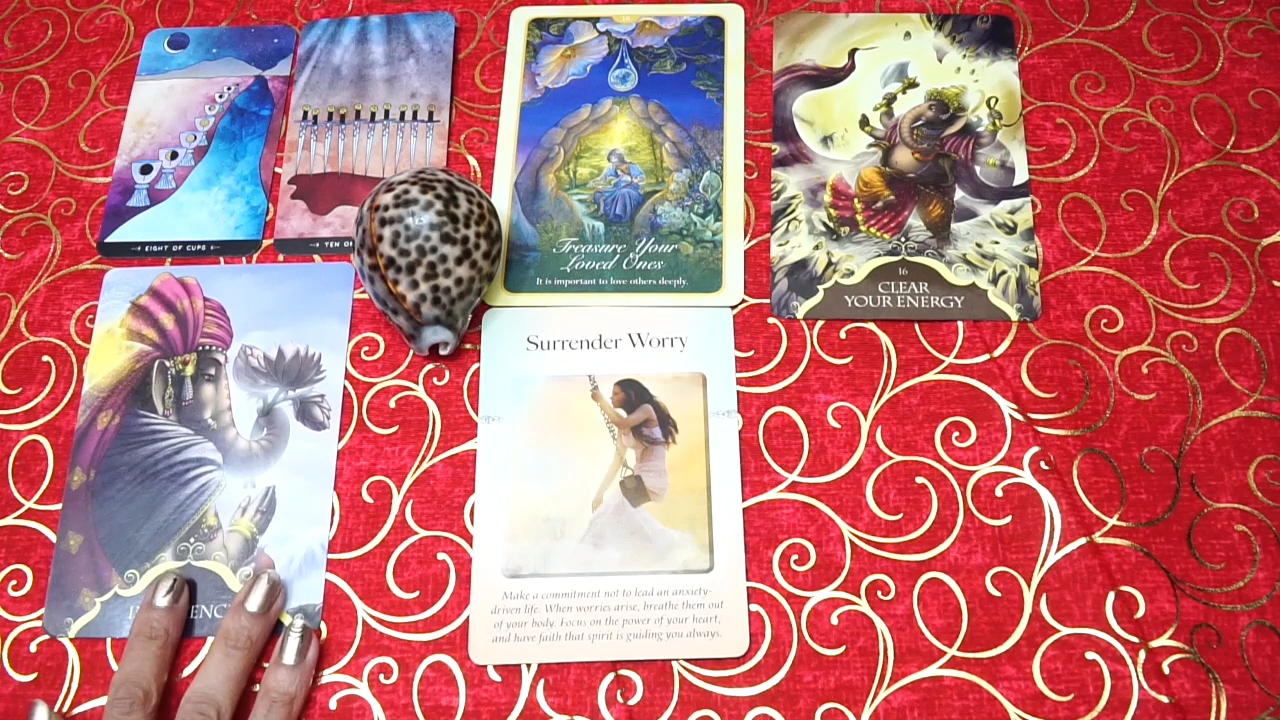 EIGHT OF CUPS
TEN
18
Treasure Your
Loved Ones
It is important to love others deeply.
16
CLEAR
YOUR ENERGY
Surrender Worry
Make a commitment not to lead an anxiety-
driven life. When worries arise, breathe them out
of your body. Focus on the power of your heart,
and have faith that spirit is guiding you always.